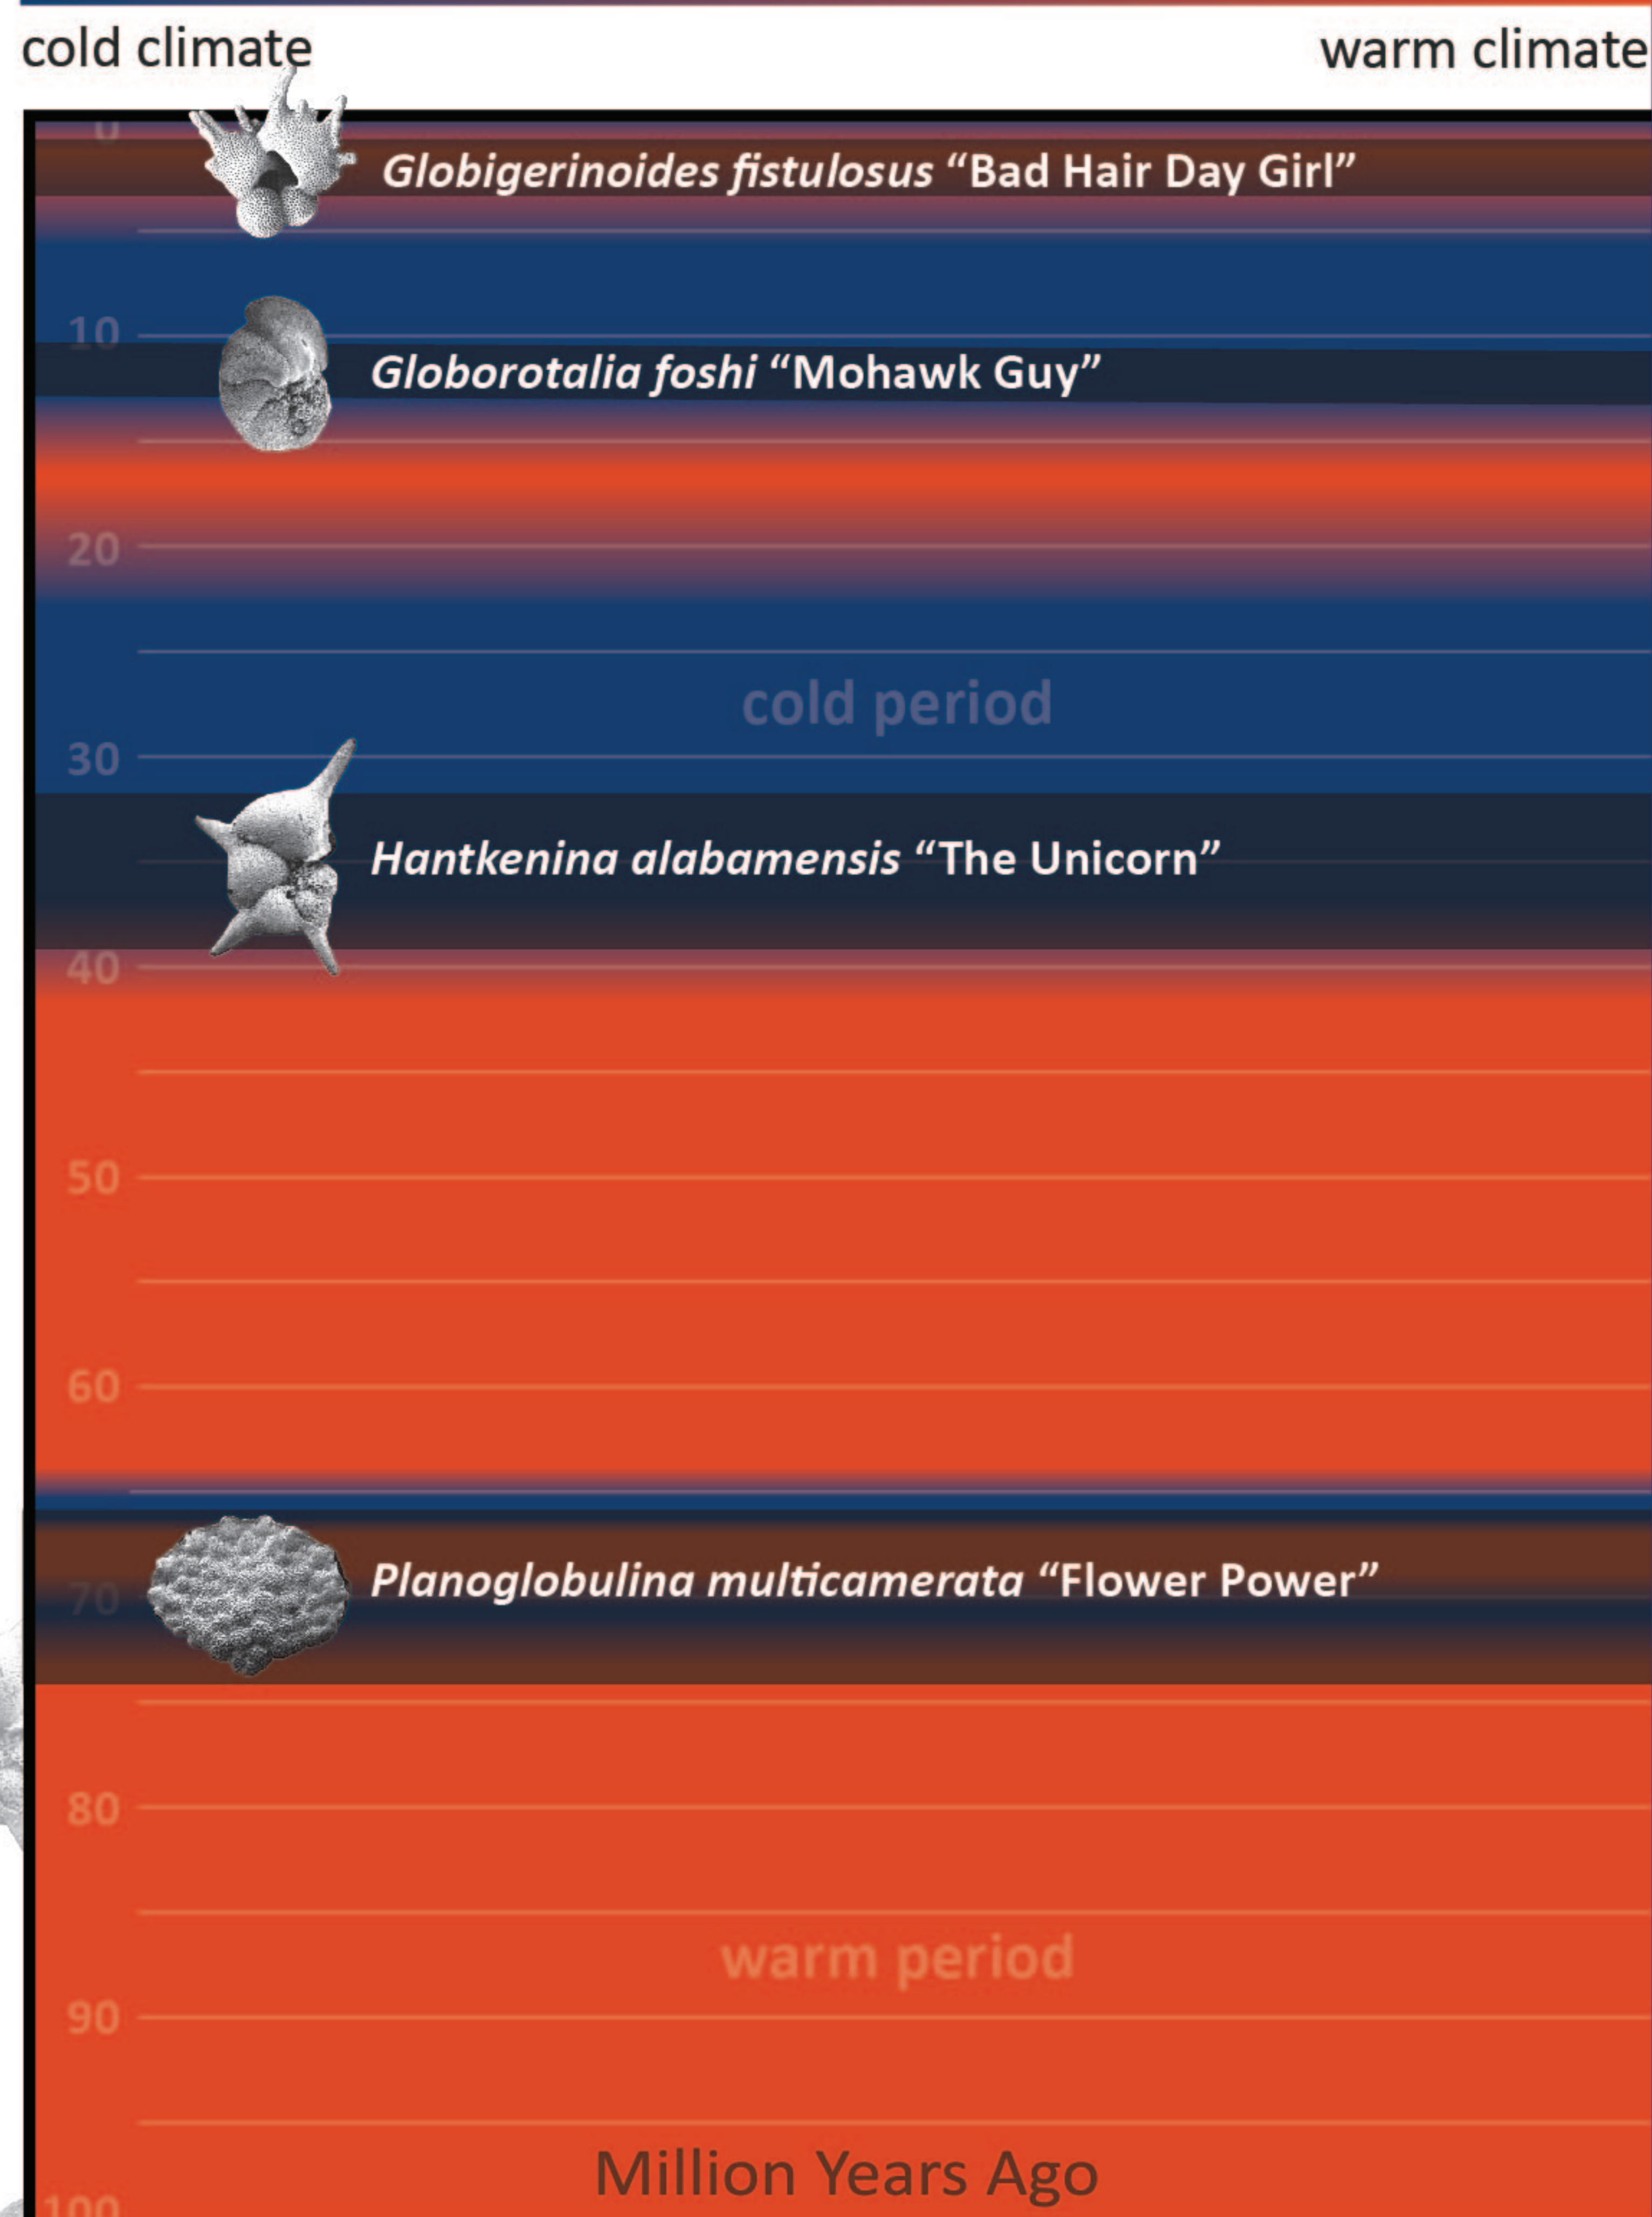 cold climate
warm climate
0
Globigerinoides fistulosus “Bad Hair Day Girl”
10
Globorotalia foshi “Mohawk Guy”
20
cold period
30
Hantkenina alabamensis “The Unicorn”
40
50
60
Planoglobulina multicamerata “Flower Power”
70
80
warm period
90
Million Years Ago
100